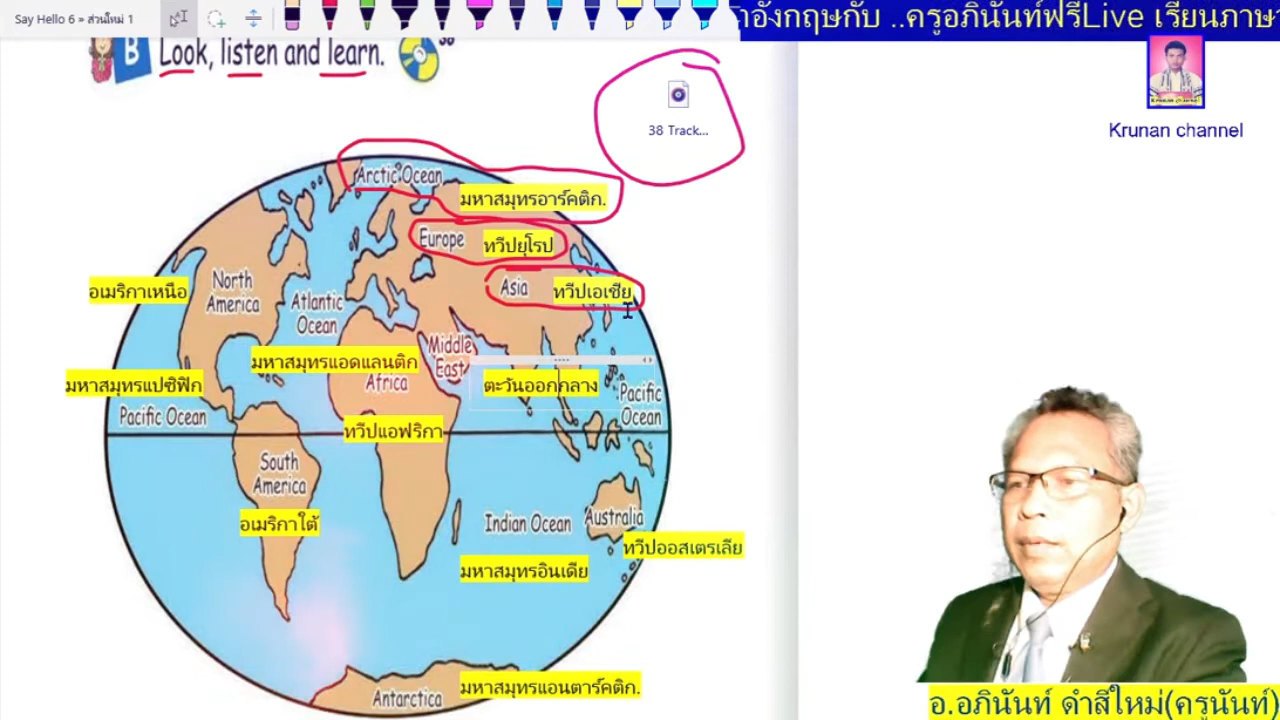 Say Hello 6 » ส่วนใหม่ 1
อังกฤษกับ ..ครูอภินันท์ฟรีLive เรียนภาษา
B Look, listen and learn.
38
38 Track...
Krunan channel
Arctic Ocean
มหาสมุทรอาร์คติก.
Europe
ทวีปยุโรป
North
America
อเมริกาเหนือ
Asia
ทวีปเอเซีย
Atlantic
Ocean
มหาสมุทรแอดแลนติก
Middle
East
ตะวันออกกลาง
Africa
ทวีปแอฟริกา
มหาสมุทรแปซิฟิก
Pacific Ocean
Pacific
Ocean
South
America
อเมริกาใต้
Indian Ocean
มหาสมุทรอินเดีย
Australia
ทวีปออสเตรเลีย
Antarctica
มหาสมุทรแอนตาร์คติก.
อ.อภินันท์ ดำสีใหม่(ครูนันท์)